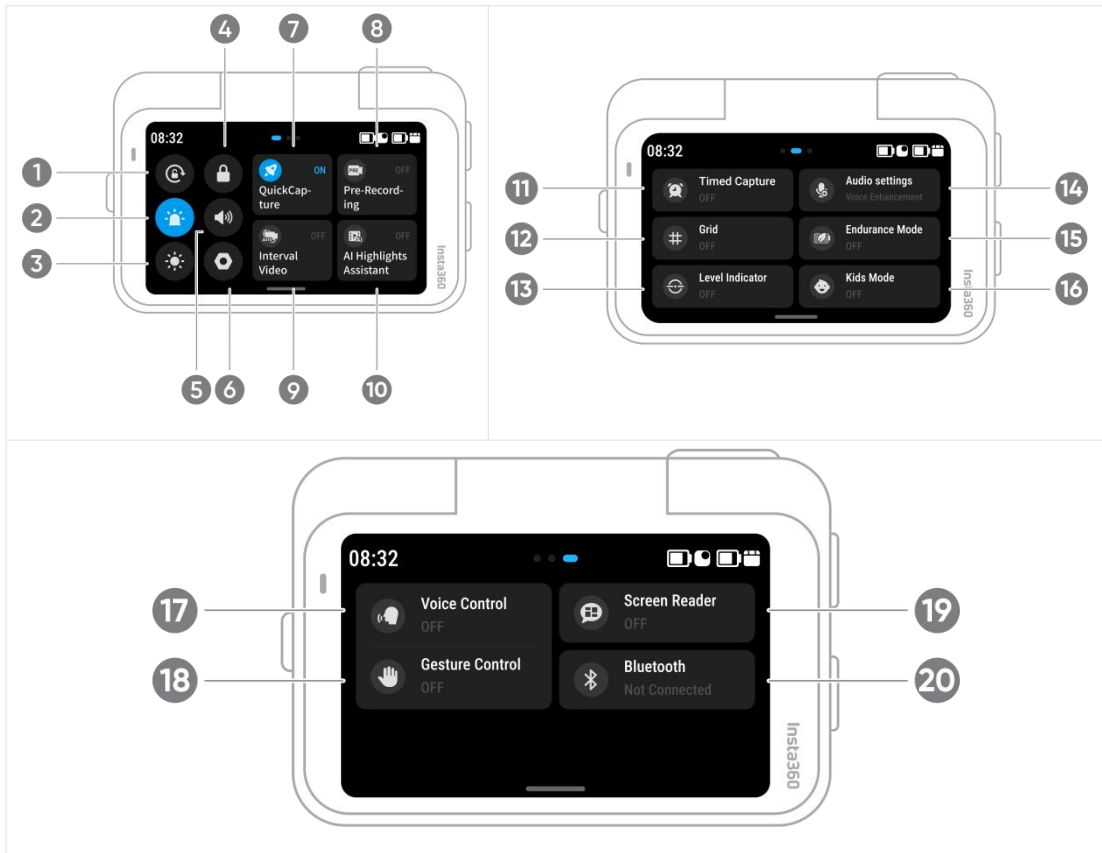 4
7
8
08:32
1
ON
OFF
PRE
QuickCap-
ture
Pre-Record-
ing
2
OFF
OFF
3
Interval
Video
AI Highlights
Assistant
Insta360
5
6
9
10
08:32
11
Timed Capture
OFF
Audio settings
Voice Enhancement
14
12
Grid
OFF
Endurance Mode
OFF
15
13
Level Indicator
OFF
Kids Mode
OFF
16
Insta360
08:32
17
Voice Control
OFF
Screen Reader
OFF
19
18
Gesture Control
OFF
Bluetooth
Not Connected
20
Insta360